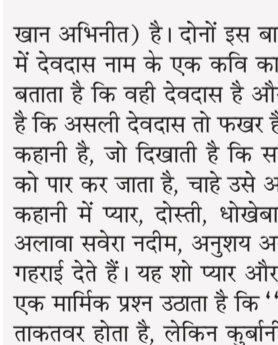 खान अभिनीत) है। दोनों इस बा
में देवदास नाम के एक कवि का
बताता है कि वही देवदास है औ
है कि असली देवदास तो फखर है
कहानी है, जो दिखाती है कि स
को पार कर जाता है, चाहे उसे अ
कहानी में प्यार, दोस्ती, धोखेबा
अलावा सवेरा नदीम, अनुशय अ
गहराई देते हैं। यह शो प्यार और
एक मार्मिक प्रश्न उठाता है कि “
ताकतवर होता है, लेकिन कुर्बानी